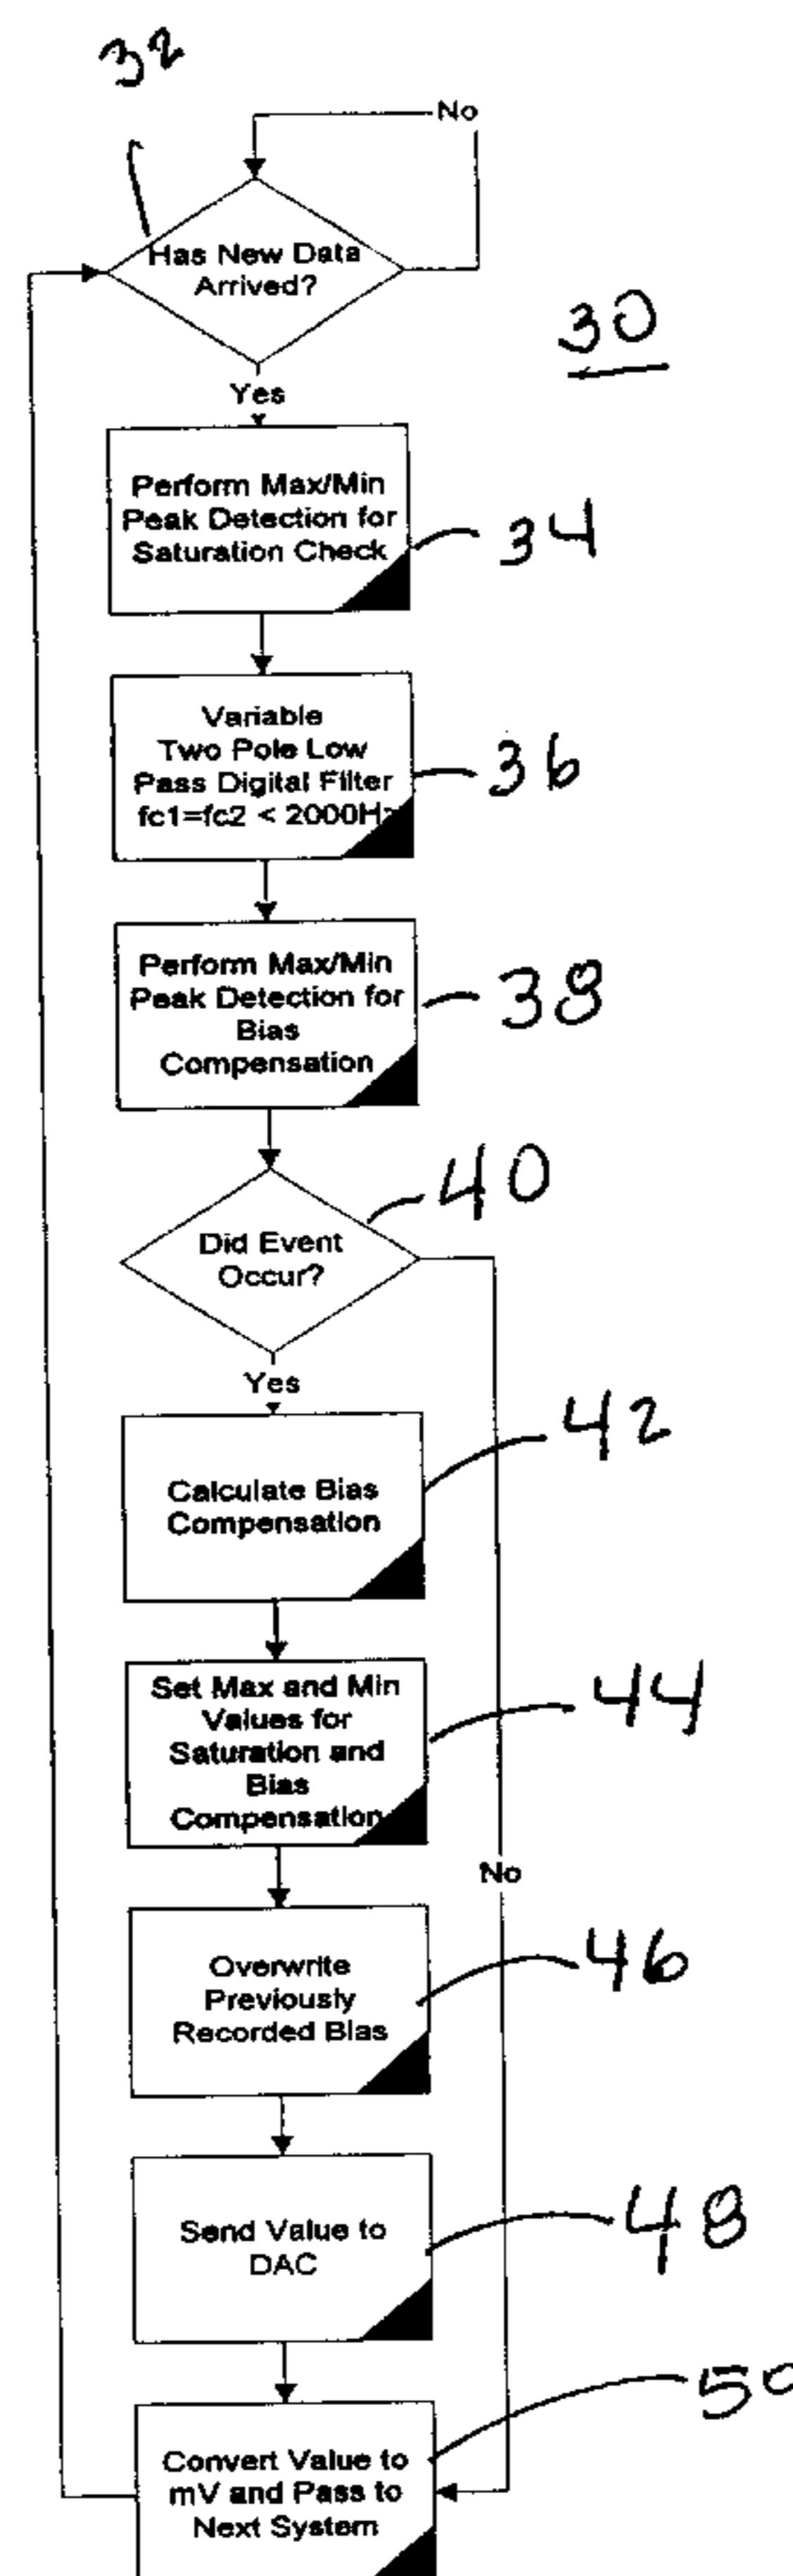 32
No
Has New Data
Arrived?
30
Yes
Perform Max/Min
Peak Detection for
Saturation Check
34
Variable
Two Pole Low
Pass Digital Filter
fc1=fc2 < 2000Hz
36
Perform Max/Min
Peak Detection for
Bias
Compensation
38
40
Did Event
Occur?
Yes
42
Calculate Bias
Compensation
Set Max and Min
Values for
Saturation and
Bias
Compensation
44
No
Overwrite
Previously
Recorded Bias
46
Send Value to
DAC
48
50
Convert Value to
mV and Pass to
Next System